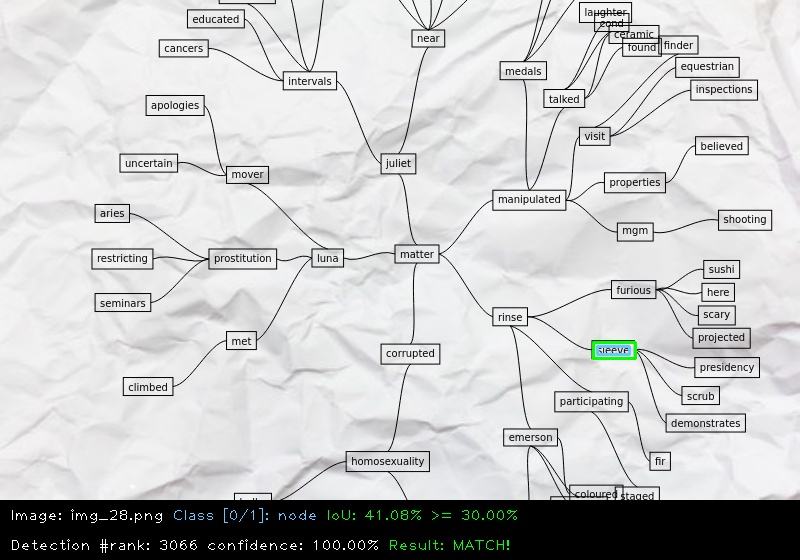 laughter
cond
educated
ceramic
near
finder
found
cancers
equestrian
medals
intervals
inspections
talked
apologies
visit
believed
uncertain
juliet
mover
properties
manipulated
aries
shooting
mgm
matter
restricting
prostitution
luna
sushi
furious
here
seminars
scary
rinse
projected
met
sleeve
corrupted
presidency
climbed
scrub
participating
demonstrates
emerson
homosexuality
fir
coloured
staged
Image: img_28.png Class [0/1]: node IoU: 41.08% >= 30.00%
Detection #rank: 3066 confidence: 100.00% Result: MATCH!